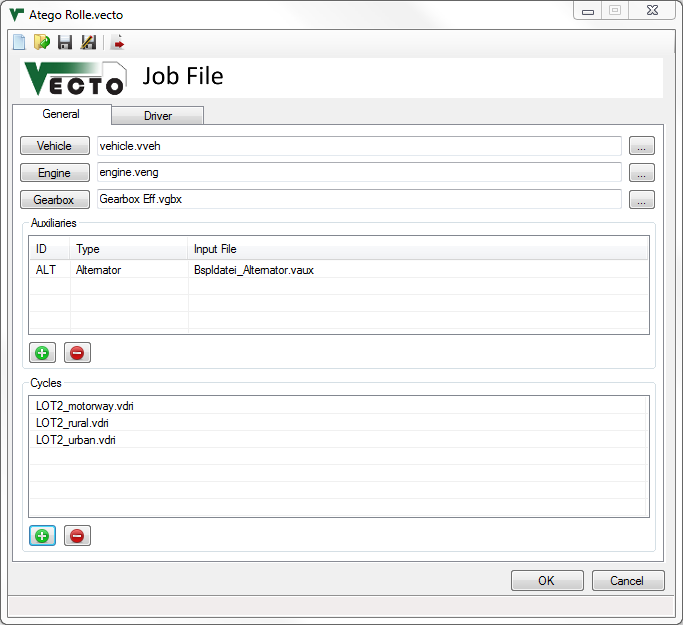 Atego Rolle.vecto
VECTO Job File
General Driver
Vehicle vehicle.vveh ...
Engine engine.veng ...
Gearbox Gearbox Eff.vgbx ...
Auxiliaries
ID Type Input File
ALT Alternator Bspldatei_Alternator.vaux
Cycles
LOT2_motorway.vdri
LOT2_rural.vdri
LOT2_urban.vdri
OK Cancel